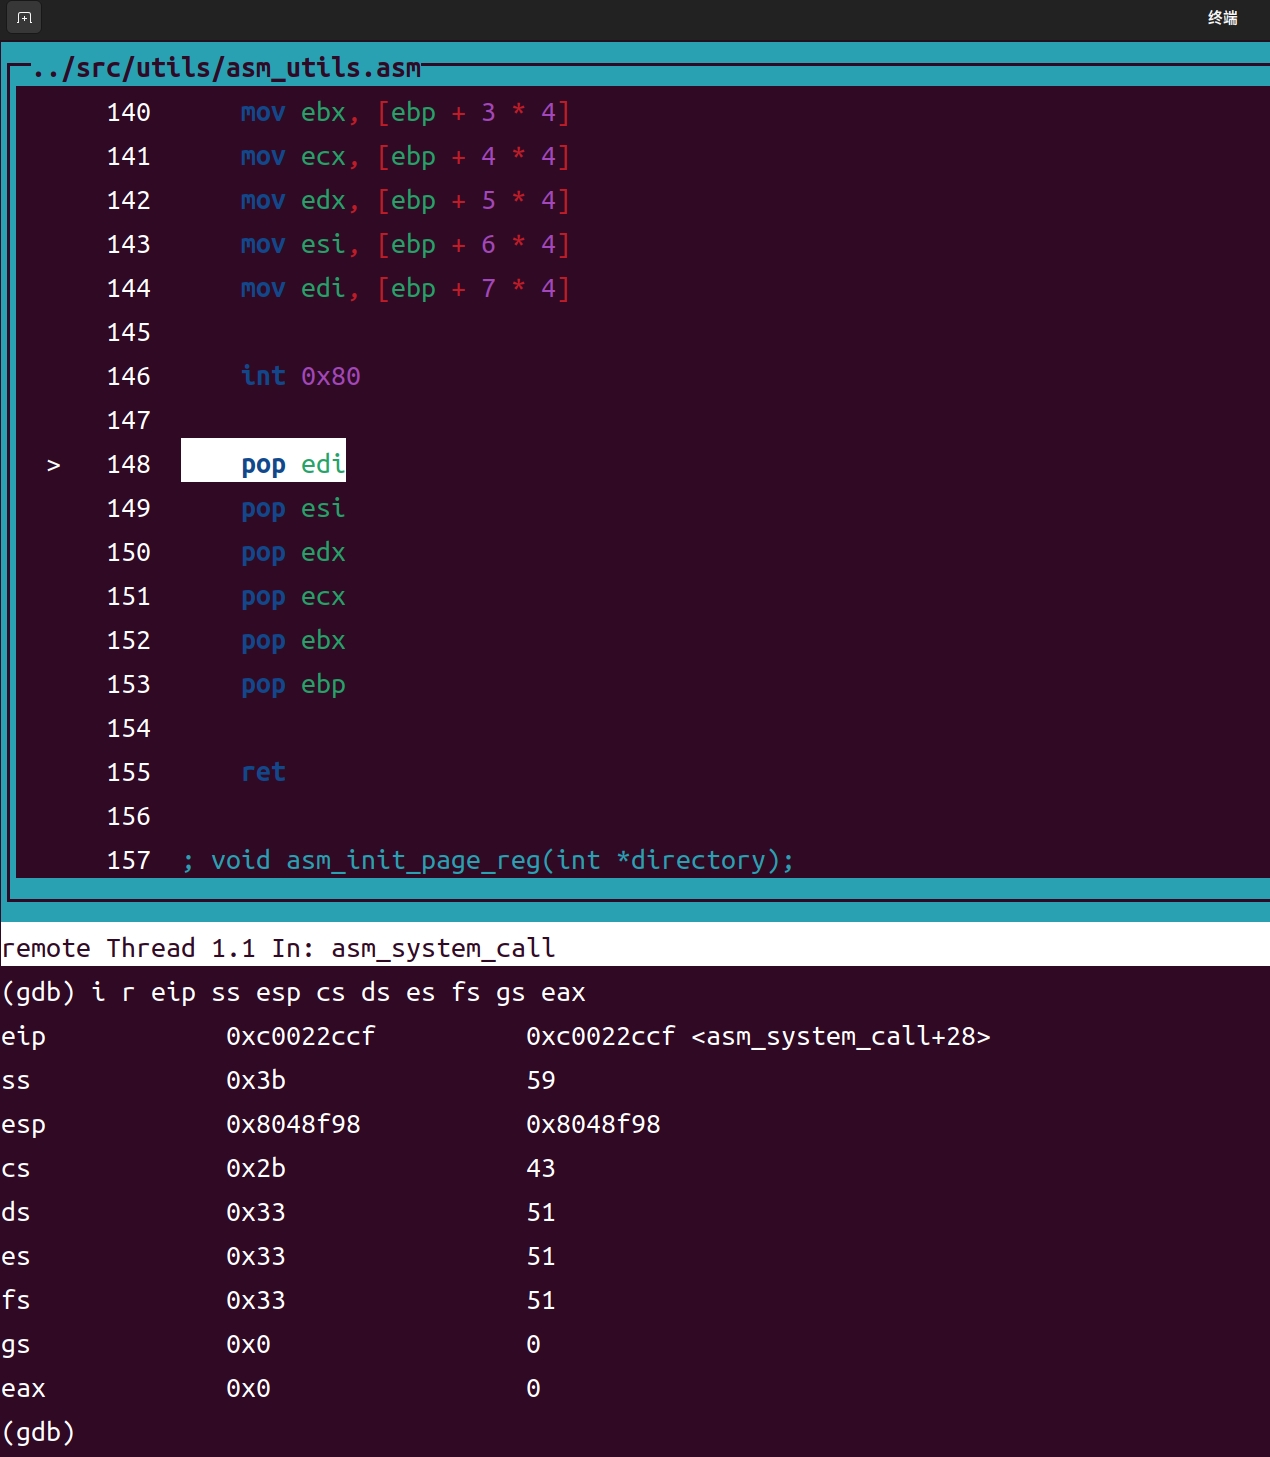 终端
../src/utils/asm_utils.asm
140 mov ebx, [ebp + 3 * 4]
141 mov ecx, [ebp + 4 * 4]
142 mov edx, [ebp + 5 * 4]
143 mov esi, [ebp + 6 * 4]
144 mov edi, [ebp + 7 * 4]
145
146 int 0x80
147
> 148 pop edi
149 pop esi
150 pop edx
151 pop ecx
152 pop ebx
153 pop ebp
154
155 ret
156
157 ; void asm_init_page_reg(int *directory);
remote Thread 1.1 In: asm_system_call
(gdb) i r eip ss esp cs ds es fs gs eax
eip 0xc0022ccf 0xc0022ccf <asm_system_call+28>
ss 0x3b 59
esp 0x8048f98 0x8048f98
cs 0x2b 43
ds 0x33 51
es 0x33 51
fs 0x33 51
gs 0x0 0
eax 0x0 0
(gdb)